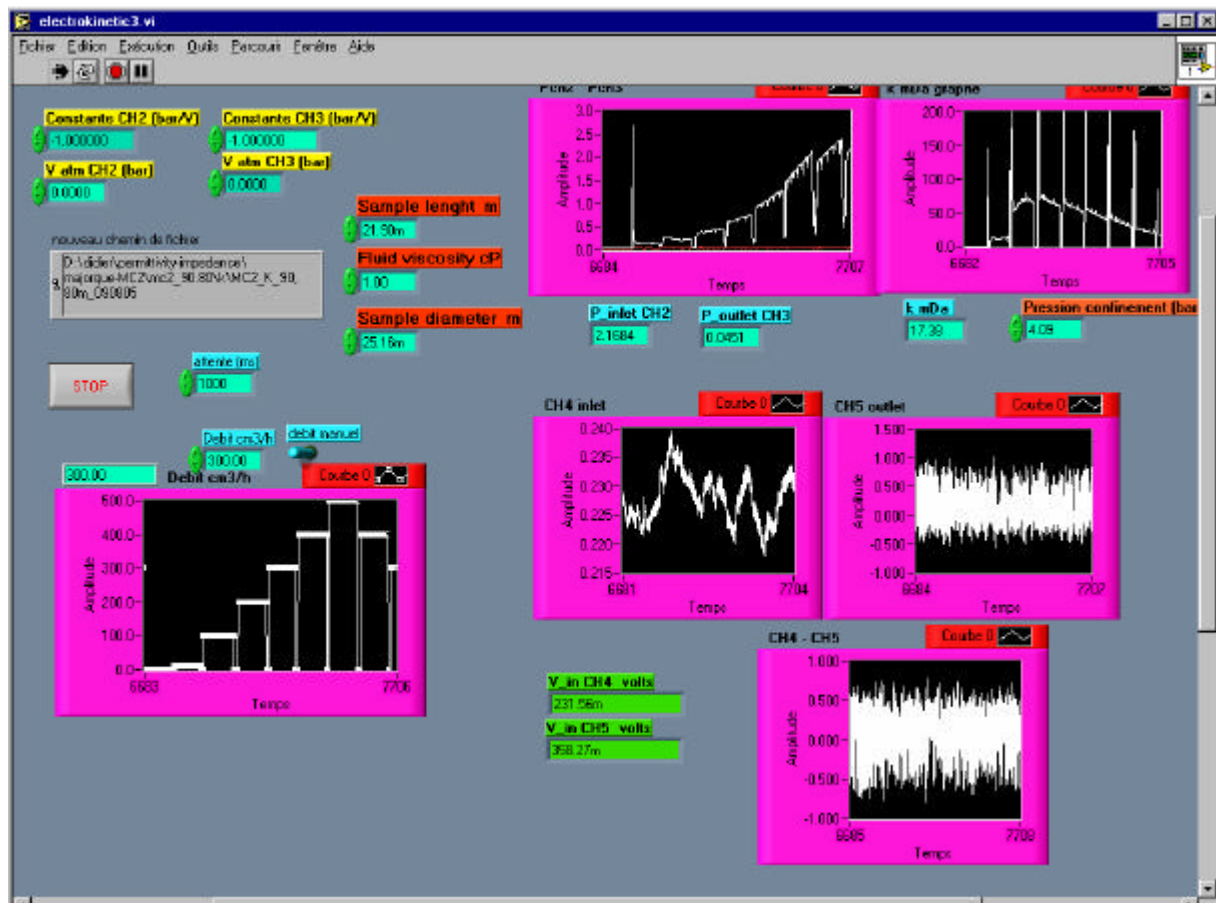 electrokinetic3.vi
Fichier Edition Exécution Outils Parcourir Fenêtre Aide
Constante CH2 (bar/V)
-1.000000
Constante CH3 (bar/V)
-1.000000
V atm CH2 (bar)
0.0000
V atm CH3 (bar)
0.0000
nouveau chemin de fichier
D:\didier\permittivity-impedance\
80m_090805
Sample lenght m
21.90m
Fluid viscosity cP
1.00
Sample diameter m
25.16m
STOP
attente (ms)
1000
Debit cm3/h
300.00
debit manuel
300.00
Debit cm3/h
Courbe 0
500.0
400.0
300.0
200.0
100.0
0.0
Amplitude
6683
7706
Temps
Courbe 0
3.0
2.5
2.0
1.5
1.0
0.5
0.0
Amplitude
6684
7707
Temps
k mDa graphe
Courbe 0
200.0
150.0
100.0
50.0
0.0
Amplitude
6682
7705
Temps
P_inlet CH2
2.1684
P_outlet CH3
0.0451
k mDa
17.38
Pression confinement (bar
4.09
CH4 inlet
Courbe 0
0.240
0.235
0.230
0.225
0.220
0.215
Amplitude
6681
7704
Temps
CH5 outlet
Courbe 0
1.500
1.000
0.500
0.000
-0.500
-1.000
Amplitude
6684
7707
Temps
CH4 - CH5
Courbe 0
1.000
0.500
0.000
-0.500
-1.000
Amplitude
6685
7708
Temps
V_in CH4 volts
231.56m
V_in CH5 volts
358.27m